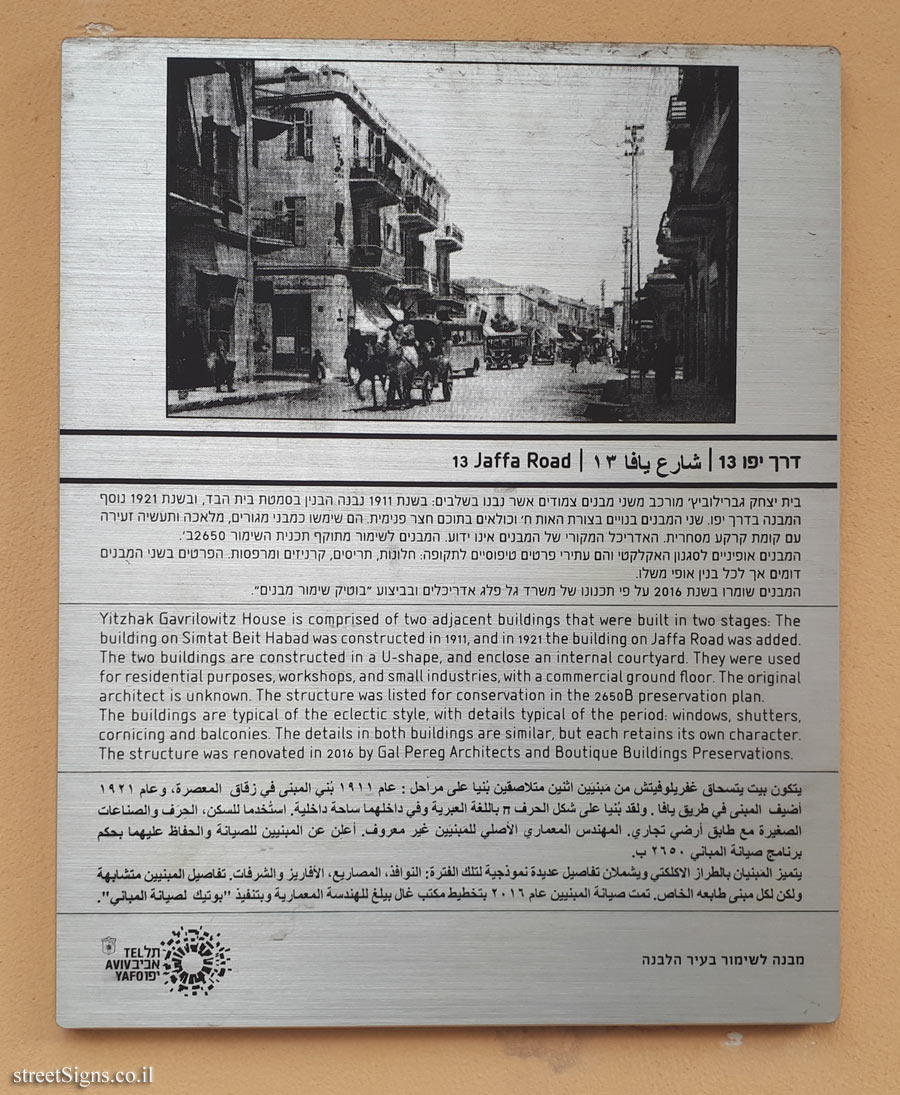 דרך יפו 13 | شارع يافا ١٣ | 13 Jaffa Road
בית יצחק גברילוביץ' מורכב משני מבנים צמודים אשר נבנו בשלבים: בשנת 1911 נבנה הבנין בסמטת בית הבד, ובשנת 1921 נוסף
המבנה בדרך יפו. שני המבנים בנויים בצורת האות ח' וכולאים בתוכם חצר פנימית. הם שימשו כמבני מגורים, מלאכה ותעשיה זעירה
עם קומת קרקע מסחרית. האדריכל המקורי של המבנים אינו ידוע. המבנים לשימור מתוקף תכנית השימור 2650ב'.
המבנים אופיניים לסגנון האקלקטי והם עתירי פרטים טיפוסיים לתקופה: חלונות, תריסים, קרניזים ומרפסות. הפרטים בשני המבנים
דומים אך לכל בנין אופי משלו.
המבנים שומרו בשנת 2016 על פי תכנונו של משרד גל פלג אדריכלים ובביצוע "בוטיק שימור מבנים".
Yitzhak Gavrilowitz House is comprised of two adjacent buildings that were built in two stages: The
building on Simtat Beit Habad was constructed in 1911, and in 1921 the building on Jaffa Road was added.
The two buildings are constructed in a U-shape, and enclose an internal courtyard. They were used
for residential purposes, workshops, and small industries, with a commercial ground floor. The original
architect is unknown. The structure was listed for conservation in the 2650B preservation plan.
The buildings are typical of the eclectic style, with details typical of the period: windows, shutters,
cornicing and balconies. The details in both buildings are similar, but each retains its own character.
The structure was renovated in 2016 by Gal Pereg Architects and Boutique Buildings Preservations.
يتكون بيت يتسحاق غفريلوفيتش من مَبنيين اثنين متلاصقين بُنيا على مراحل : عام ١٩١١ بُني المبنى في زقاق المعصرة، وعام ١٩٢١
أضيف المبنى في طريق يافا . ولقد بُنيا على شكل الحرف ח باللغة العبرية وفي داخلهما ساحة داخلية. استُخدما للسكن، الحِرَف والصناعات
الصغيرة مع طابق أرضي تجاري. المهندس المعماري الأصلي للمَبنيين غير معروف. أعلن عن المبنيين للصيانة والحفاظ عليهما بحكم
برنامج صيانة المباني ٢٦٥٠ ب.
يتميز المبنيان بالطراز الاكلكتي ويشملان تفاصيل عديدة نموذجية لتلك الفترة: النوافذ، المصاريع، الأفاريز والشرفات. تفاصيل المبنيين متشابهة
ولكن لكل مبنى طابعه الخاص. تمت صيانة المبنيين عام ٢٠١٦ بتخطيط مكتب غال بيلغ للهندسة المعمارية وبتنفيذ "بوتيك لصيانة المباني".
מבנה לשימור בעיר הלבנה
תל TEL
אביב AVIV
יפו YAFO
streetSigns.co.il